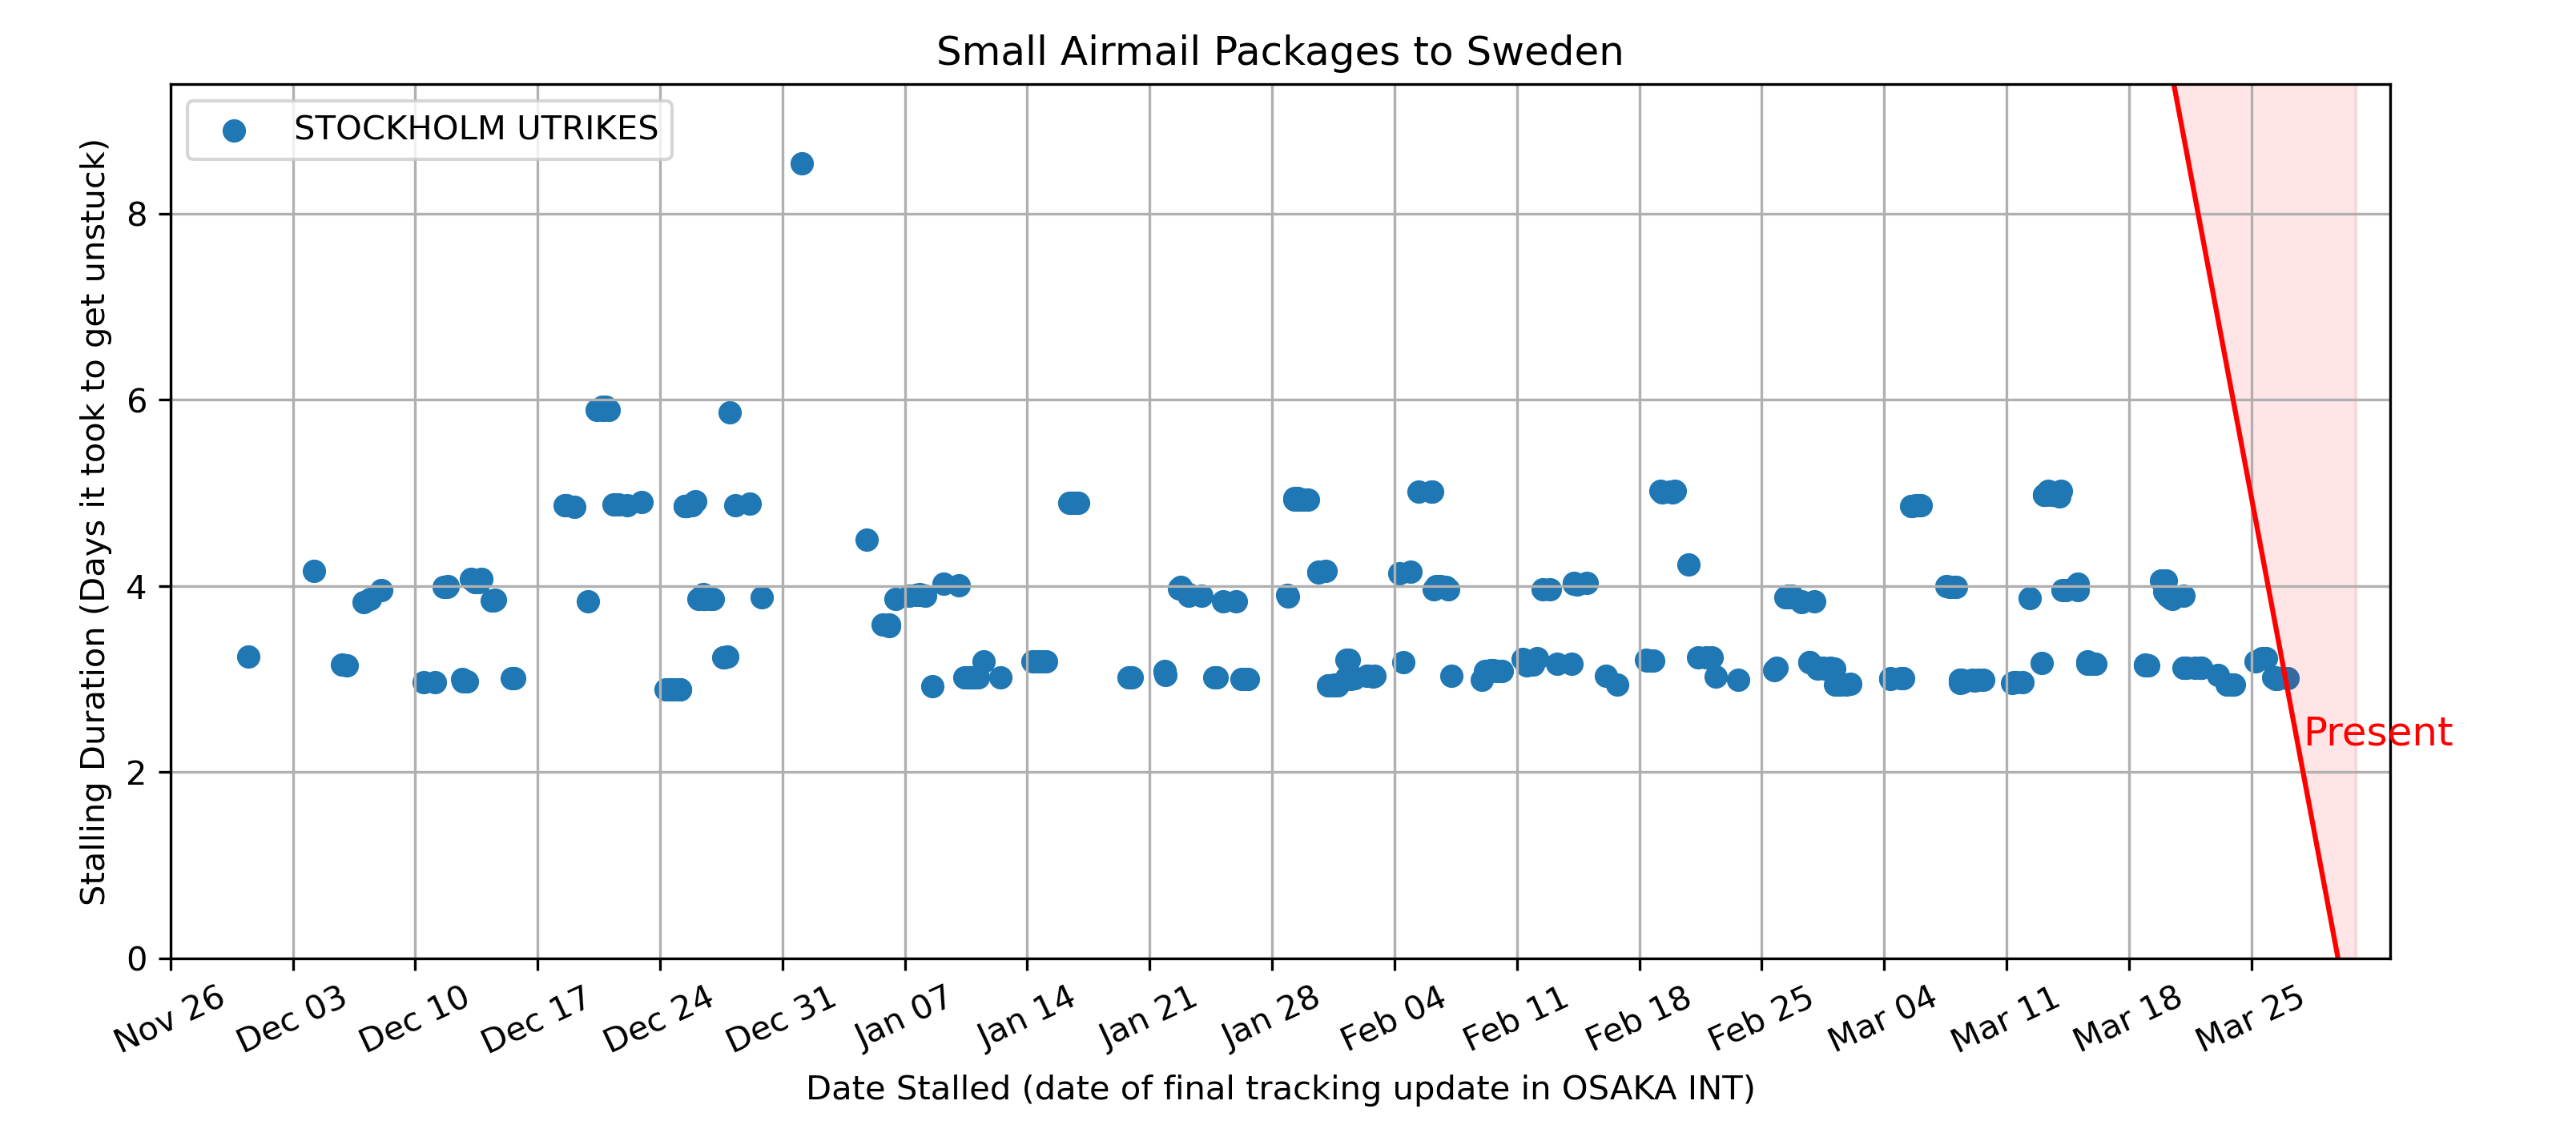 Small Airmail Packages to Sweden
STOCKHOLM UTRIKES
Stalling Duration (Days it took to get unstuck)
8
6
4
2
0
Present
Nov 26
Dec 03
Dec 10
Dec 17
Dec 24
Dec 31
Jan 07
Jan 14
Jan 21
Jan 28
Feb 04
Feb 11
Feb 18
Feb 25
Mar 04
Mar 11
Mar 18
Mar 25
Date Stalled (date of final tracking update in OSAKA INT)